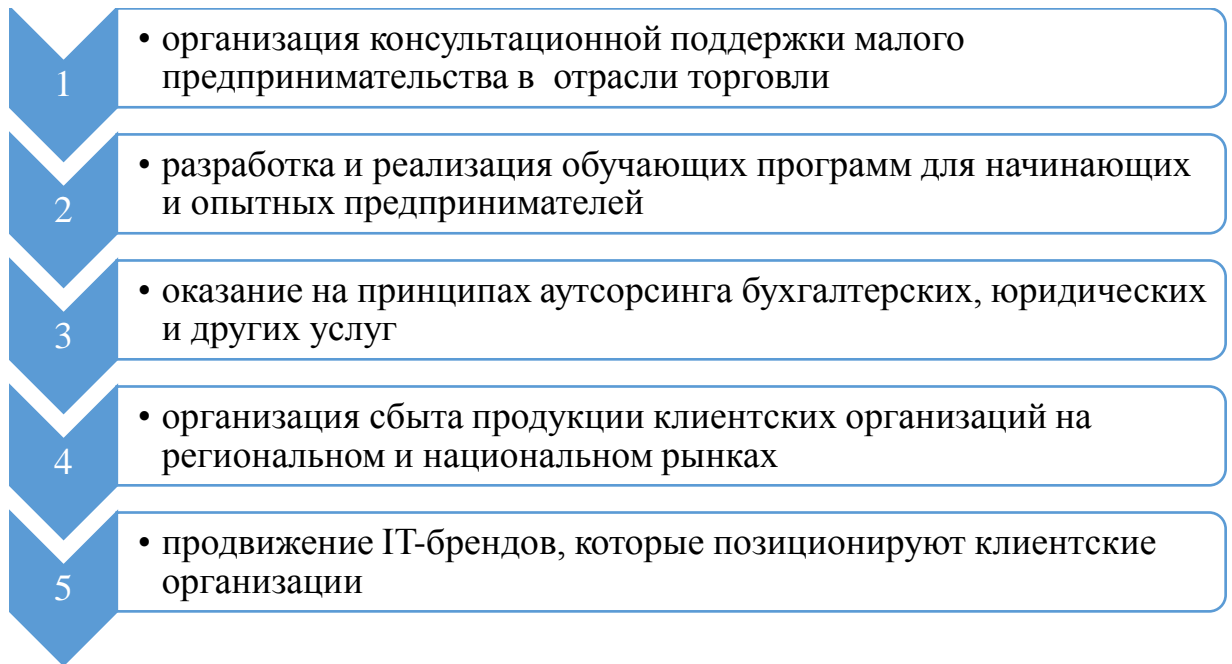 1
• организация консультационной поддержки малого
предпринимательства в  отрасли торговли
2
• разработка и реализация обучающих программ для начинающих
и опытных предпринимателей
3
• оказание на принципах аутсорсинга бухгалтерских, юридических
и других услуг
4
• организация сбыта продукции клиентских организаций на
региональном и национальном рынках
5
• продвижение IT-брендов, которые позиционируют клиентские
организации